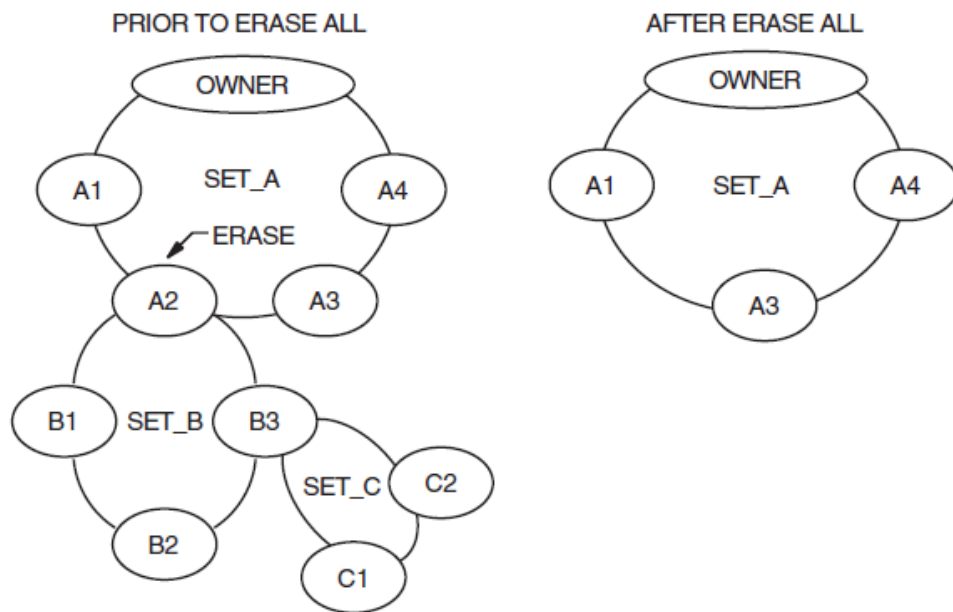 PRIOR TO ERASE ALL
OWNER
A1
SET_A
A4
ERASE
A2
A3
B1
SET_B
B3
SET_C
C2
B2
C1
AFTER ERASE ALL
OWNER
A1
SET_A
A4
A3